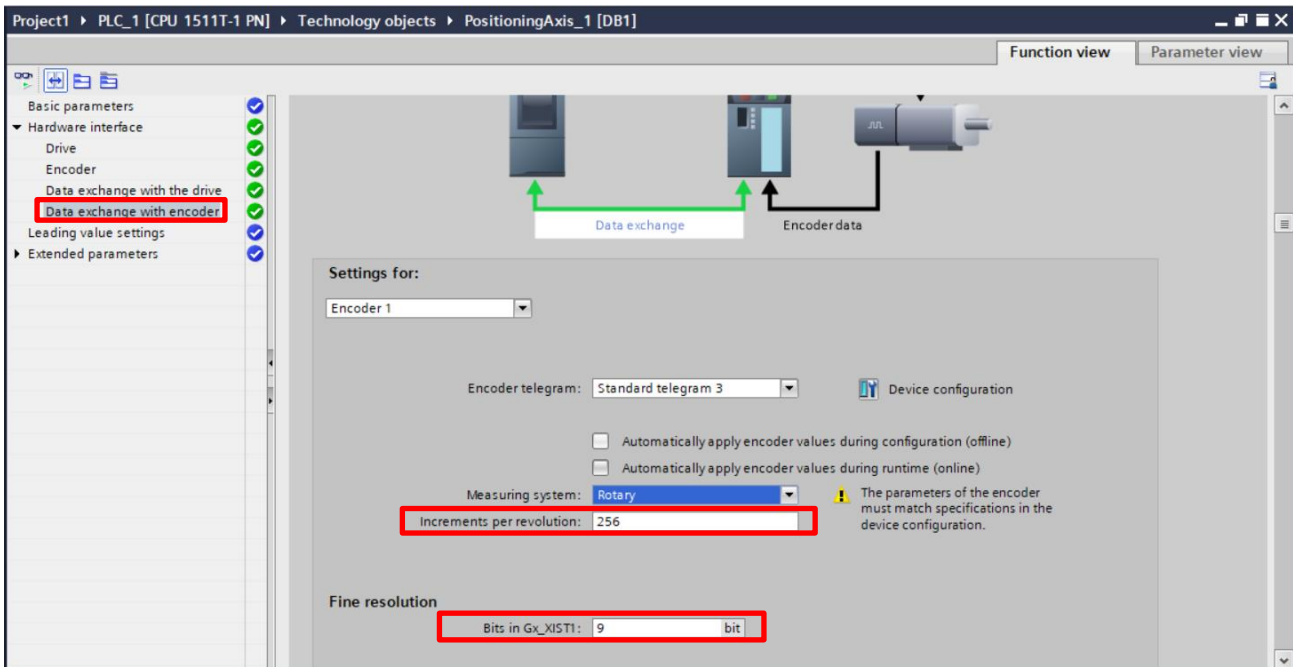 Project1 ▸ PLC_1 [CPU 1511T-1 PN] ▸ Technology objects ▸ PositioningAxis_1 [DB1]
Function view
Parameter view
Basic parameters
Hardware interface
Drive
Encoder
Data exchange with the drive
Data exchange with encoder
Leading value settings
Extended parameters
Data exchange
Encoder data
Settings for:
Encoder 1
Encoder telegram: Standard telegram 3
Device configuration
Automatically apply encoder values during configuration (offline)
Automatically apply encoder values during runtime (online)
Measuring system: Rotary
The parameters of the encoder
must match specifications in the
device configuration.
Increments per revolution: 256
Fine resolution
Bits in Gx_XIST1: 9 bit